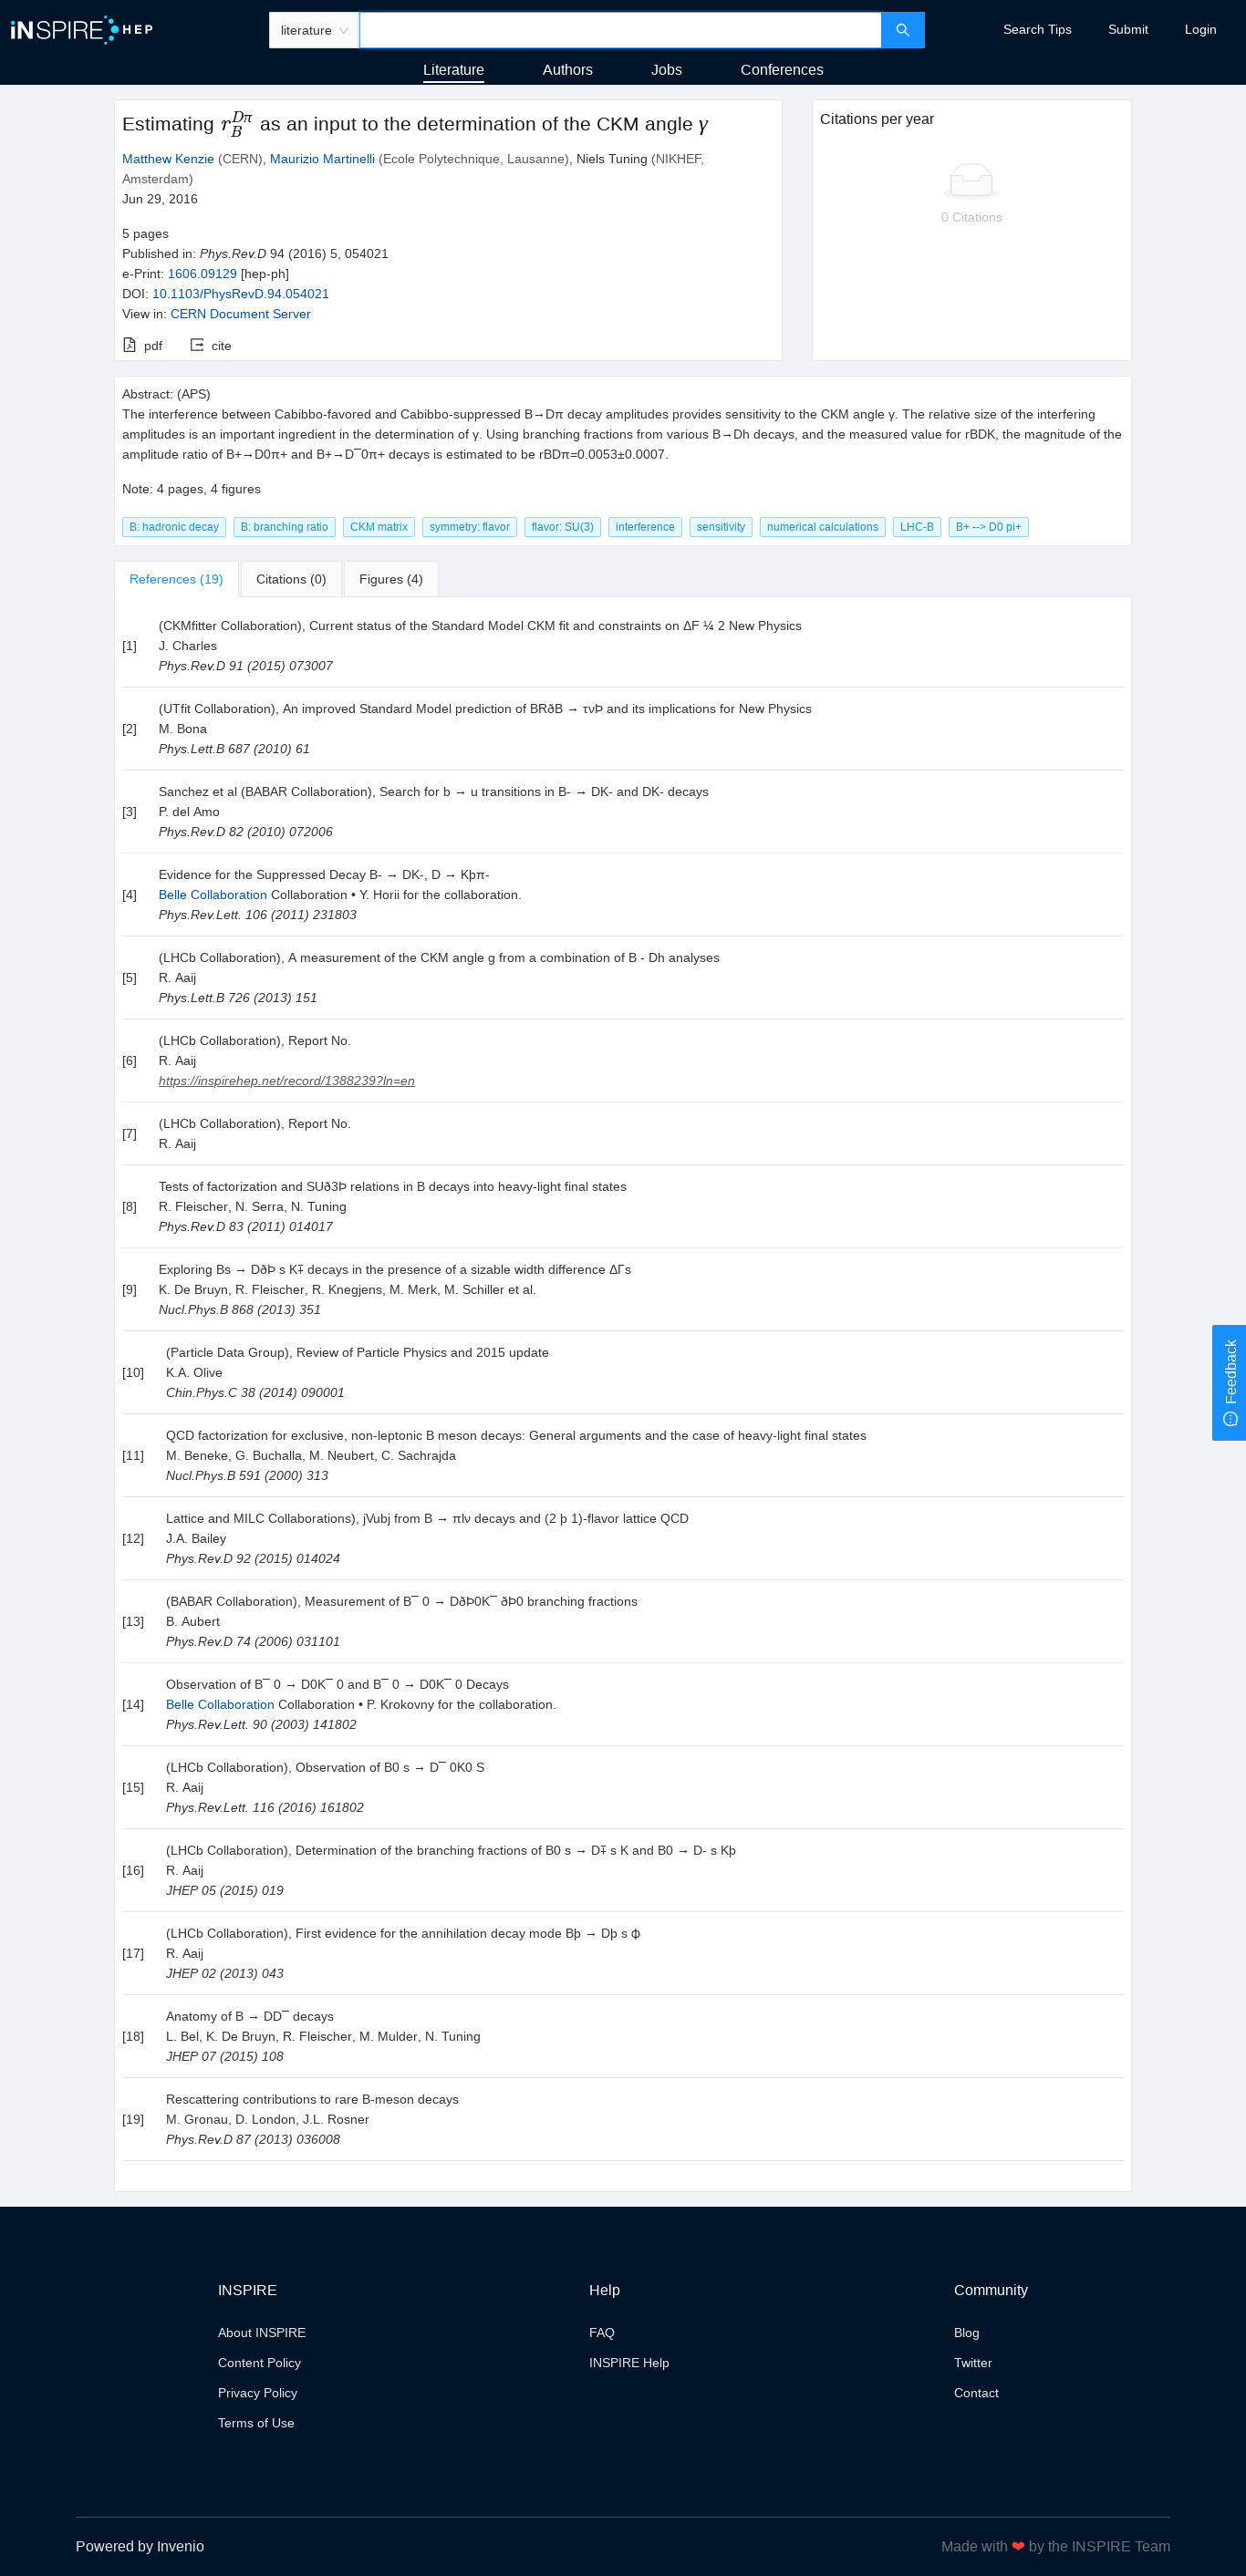 iNSPIRE HEP
literature
Search Tips Submit Login
Literature Authors Jobs Conferences
Estimating r_B^{Dπ} as an input to the determination of the CKM angle γ
Matthew Kenzie (CERN), Maurizio Martinelli (Ecole Polytechnique, Lausanne), Niels Tuning (NIKHEF,
Amsterdam)
Jun 29, 2016
5 pages
Published in: Phys.Rev.D 94 (2016) 5, 054021
e-Print: 1606.09129 [hep-ph]
DOI: 10.1103/PhysRevD.94.054021
View in: CERN Document Server
pdf cite
Citations per year
0 Citations
Abstract: (APS)
The interference between Cabibbo-favored and Cabibbo-suppressed B→Dπ decay amplitudes provides sensitivity to the CKM angle γ. The relative size of the interfering
amplitudes is an important ingredient in the determination of γ. Using branching fractions from various B→Dh decays, and the measured value for rBDK, the magnitude of the
amplitude ratio of B+→D0π+ and B+→D¯0π+ decays is estimated to be rBDπ=0.0053±0.0007.
Note: 4 pages, 4 figures
B: hadronic decay B: branching ratio CKM matrix symmetry: flavor flavor: SU(3) interference sensitivity numerical calculations LHC-B B+ --> D0 pi+
References (19) Citations (0) Figures (4)
(CKMfitter Collaboration), Current status of the Standard Model CKM fit and constraints on ΔF ¼ 2 New Physics
[1] J. Charles
Phys.Rev.D 91 (2015) 073007
(UTfit Collaboration), An improved Standard Model prediction of BRðB → τνÞ and its implications for New Physics
[2] M. Bona
Phys.Lett.B 687 (2010) 61
Sanchez et al (BABAR Collaboration), Search for b → u transitions in B- → DK- and DK- decays
[3] P. del Amo
Phys.Rev.D 82 (2010) 072006
Evidence for the Suppressed Decay B- → DK-, D → Kþπ-
[4] Belle Collaboration Collaboration • Y. Horii for the collaboration.
Phys.Rev.Lett. 106 (2011) 231803
(LHCb Collaboration), A measurement of the CKM angle g from a combination of B - Dh analyses
[5] R. Aaij
Phys.Lett.B 726 (2013) 151
(LHCb Collaboration), Report No.
[6] R. Aaij
https://inspirehep.net/record/1388239?ln=en
(LHCb Collaboration), Report No.
[7] R. Aaij
Tests of factorization and SUð3Þ relations in B decays into heavy-light final states
[8] R. Fleischer, N. Serra, N. Tuning
Phys.Rev.D 83 (2011) 014017
Exploring Bs → DðÞ s K∓ decays in the presence of a sizable width difference ΔΓs
[9] K. De Bruyn, R. Fleischer, R. Knegjens, M. Merk, M. Schiller et al.
Nucl.Phys.B 868 (2013) 351
(Particle Data Group), Review of Particle Physics and 2015 update
[10] K.A. Olive
Chin.Phys.C 38 (2014) 090001
QCD factorization for exclusive, non-leptonic B meson decays: General arguments and the case of heavy-light final states
[11] M. Beneke, G. Buchalla, M. Neubert, C. Sachrajda
Nucl.Phys.B 591 (2000) 313
Lattice and MILC Collaborations), jVubj from B → πlν decays and (2 þ 1)-flavor lattice QCD
[12] J.A. Bailey
Phys.Rev.D 92 (2015) 014024
(BABAR Collaboration), Measurement of B¯ 0 → DðÞ0K¯ ðÞ0 branching fractions
[13] B. Aubert
Phys.Rev.D 74 (2006) 031101
Observation of B¯ 0 → D0K¯ 0 and B¯ 0 → D0K¯ 0 Decays
[14] Belle Collaboration Collaboration • P. Krokovny for the collaboration.
Phys.Rev.Lett. 90 (2003) 141802
(LHCb Collaboration), Observation of B0 s → D¯ 0K0 S
[15] R. Aaij
Phys.Rev.Lett. 116 (2016) 161802
(LHCb Collaboration), Determination of the branching fractions of B0 s → D∓ s K and B0 → D- s Kþ
[16] R. Aaij
JHEP 05 (2015) 019
(LHCb Collaboration), First evidence for the annihilation decay mode Bþ → Dþ s ϕ
[17] R. Aaij
JHEP 02 (2013) 043
Anatomy of B → DD¯ decays
[18] L. Bel, K. De Bruyn, R. Fleischer, M. Mulder, N. Tuning
JHEP 07 (2015) 108
Rescattering contributions to rare B-meson decays
[19] M. Gronau, D. London, J.L. Rosner
Phys.Rev.D 87 (2013) 036008
Feedback
INSPIRE Help Community
About INSPIRE FAQ Blog
Content Policy INSPIRE Help Twitter
Privacy Policy Contact
Terms of Use
Powered by Invenio Made with ❤ by the INSPIRE Team